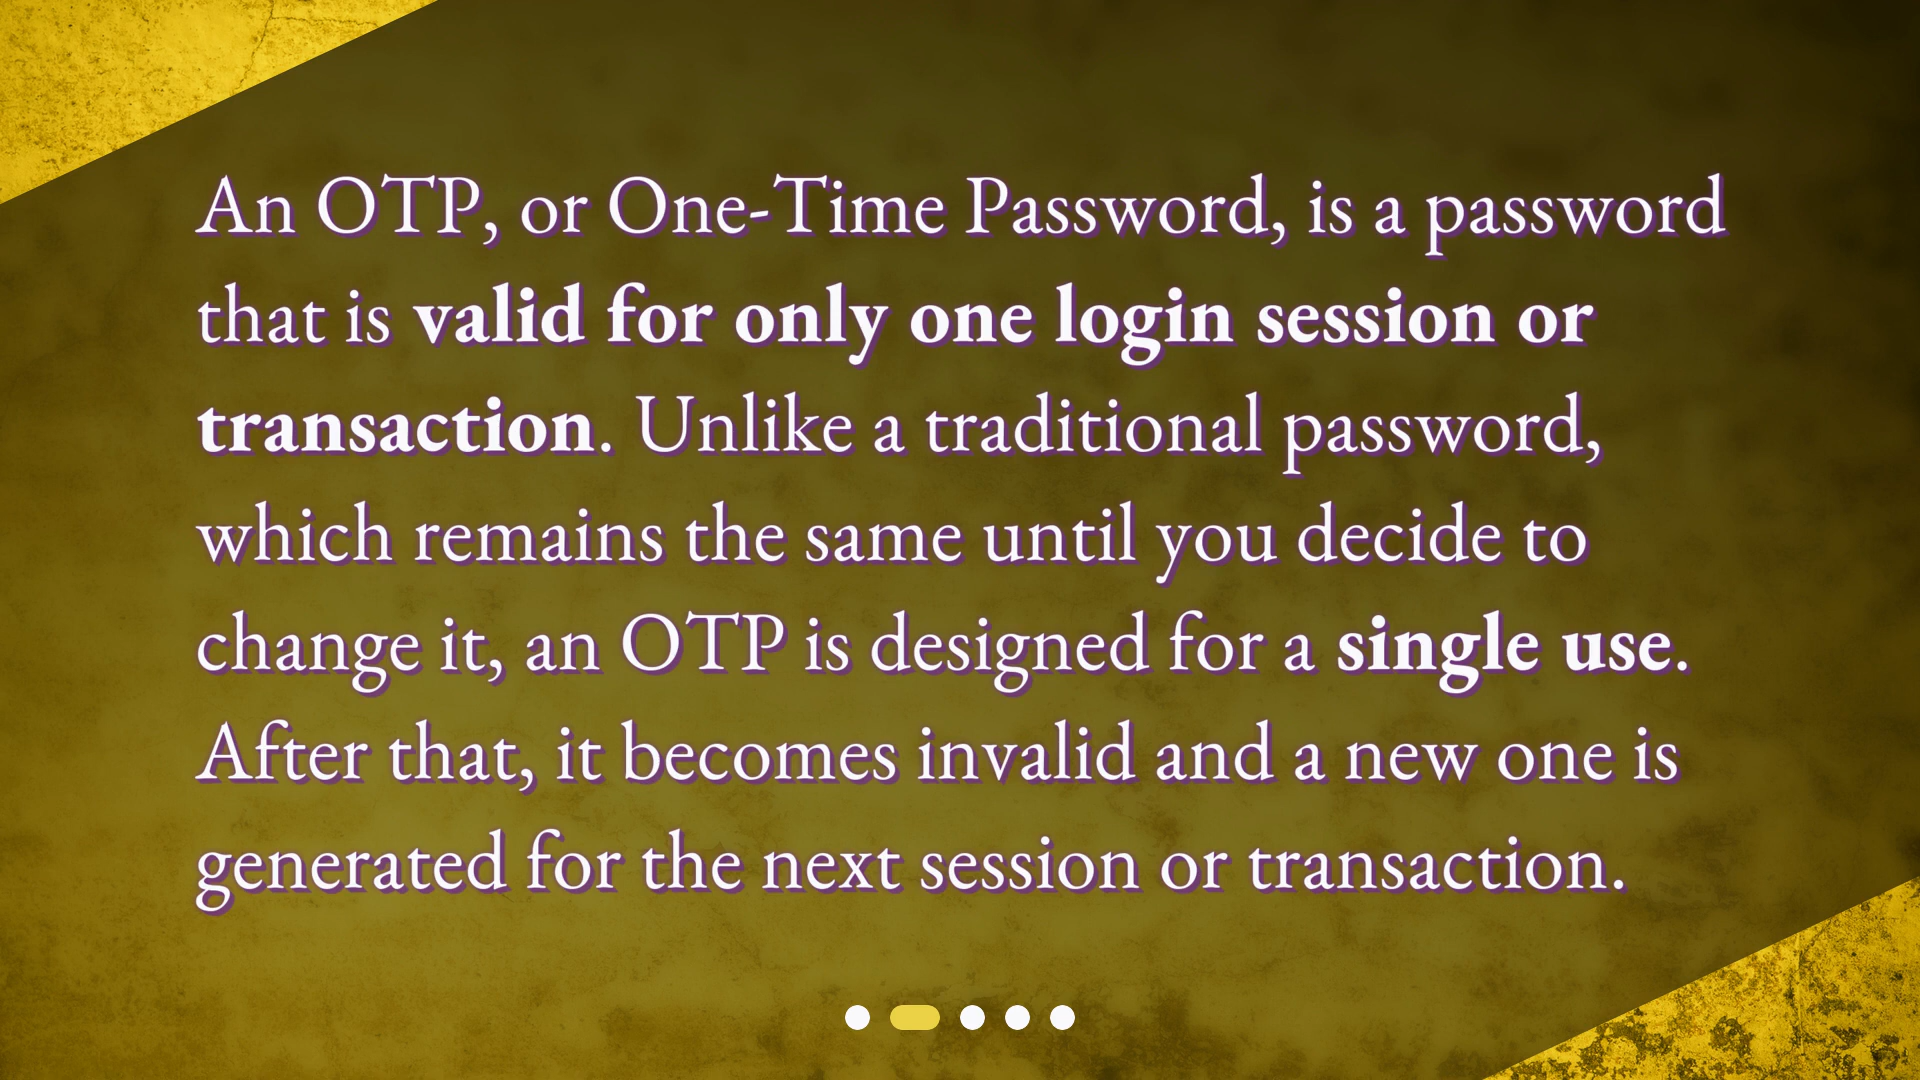 An OTP, or One-Time Password, is a password
that is valid for only one login session or
transaction. Unlike a traditional password,
which remains the same until you decide to
change it, an OTP is designed for a single use.
After that, it becomes invalid and a new one is
generated for the next session or transaction.